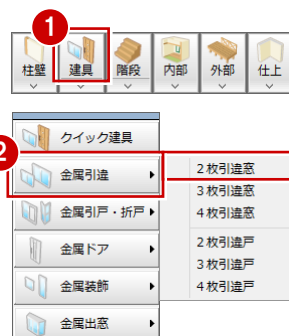 1
柱壁 建具 階段 内部 外部 仕上
クイック建具
2
金属引違
金属引戸・折戸
金属ドア
金属装飾
金属出窓
2枚引違窓
3枚引違窓
4枚引違窓
2枚引違戸
3枚引違戸
4枚引違戸